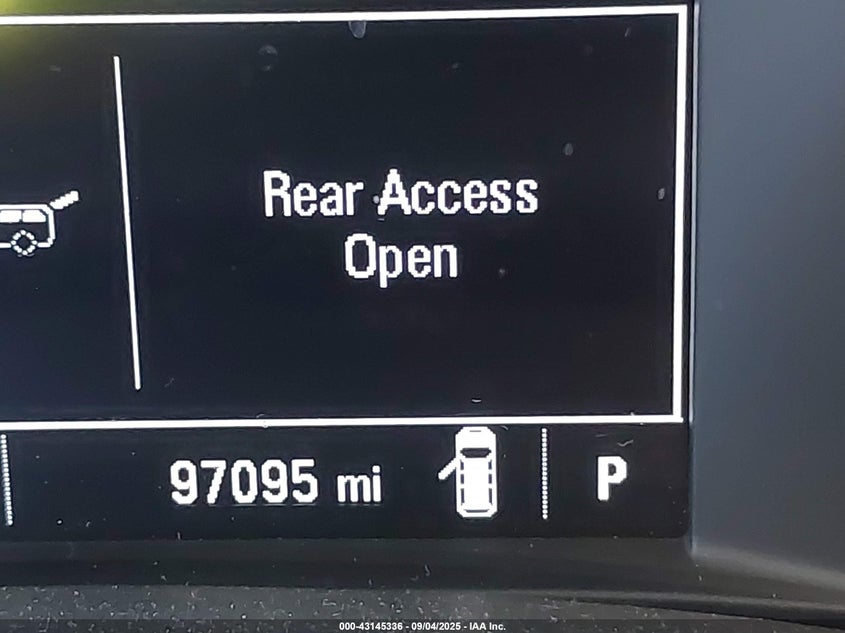 Rear Access
Open
97095 mi
P
000-43145336 - 09/04/2025 - IAA Inc.